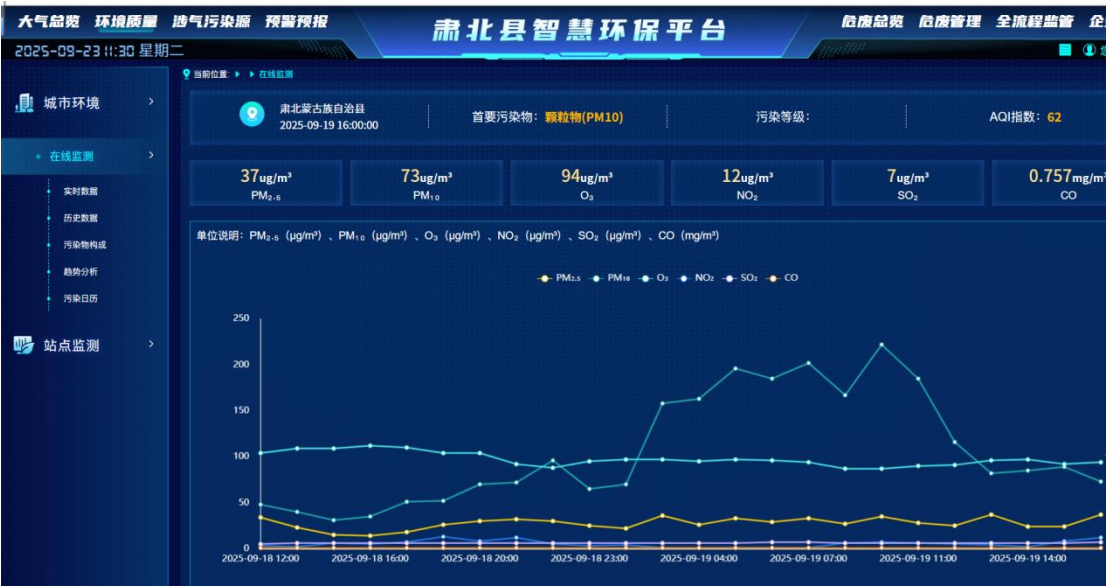 大气总览 环境质量 涉气污染源 预警预报 肃北县智慧环保平台 危废总览 危废管理 全流程监管 企
2025-09-23 11:30 星期二
当前位置: 在线监测
城市环境
肃北蒙古族自治县
2025-09-19 16:00:00
首要污染物: 颗粒物(PM10)
污染等级:
AQI指数: 62
在线监测
实时数据
历史数据
污染物构成
趋势分析
污染日历
站点监测
37ug/m³ 73ug/m³ 94ug/m³ 12ug/m³ 7ug/m³ 0.757mg/m³
PM₂.₅ PM₁₀ O₃ NO₂ SO₂ CO
单位说明: PM₂.₅ (μg/m³) 、PM₁₀ (μg/m³) 、O₃ (μg/m³) 、NO₂ (μg/m³) 、SO₂ (μg/m³) 、CO (mg/m³)
PM₂.₅ PM₁₀ O₃ NO₂ SO₂ CO
250
200
150
100
50
0
2025-09-18 12:00 2025-09-18 16:00 2025-09-18 20:00 2025-09-18 23:00 2025-09-19 04:00 2025-09-19 07:00 2025-09-19 11:00 2025-09-19 14:00